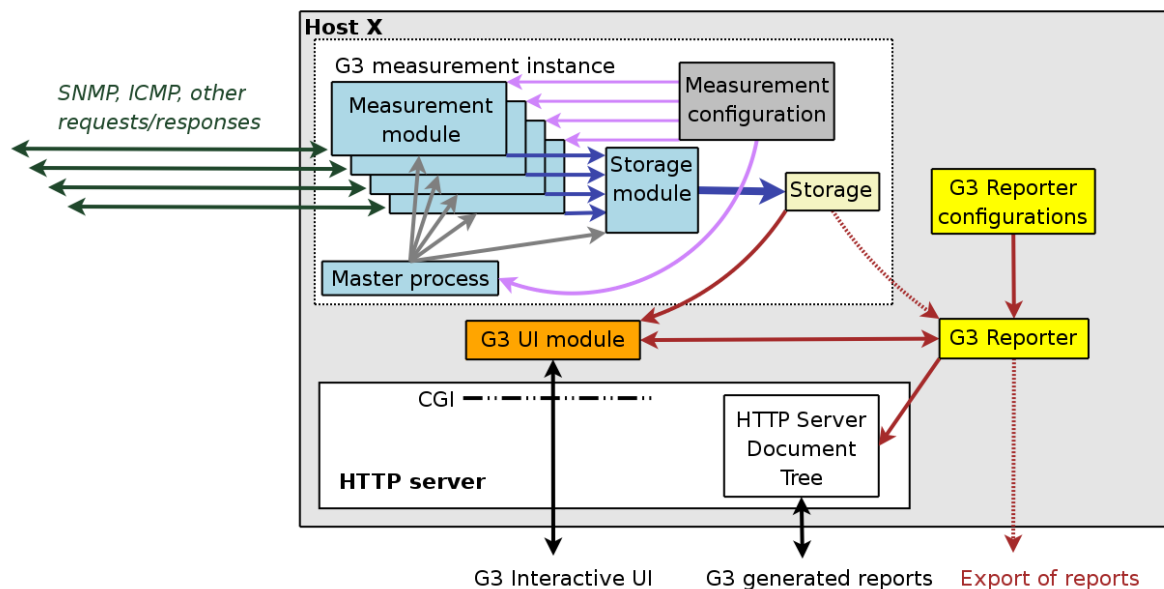 Host X
G3 measurement instance
SNMP, ICMP, other
requests/responses
Measurement
module
Measurement
configuration
Storage
module
Storage
G3 Reporter
configurations
Master process
G3 UI module
G3 Reporter
CGI
HTTP Server
Document
Tree
HTTP server
G3 Interactive UI
G3 generated reports
Export of reports